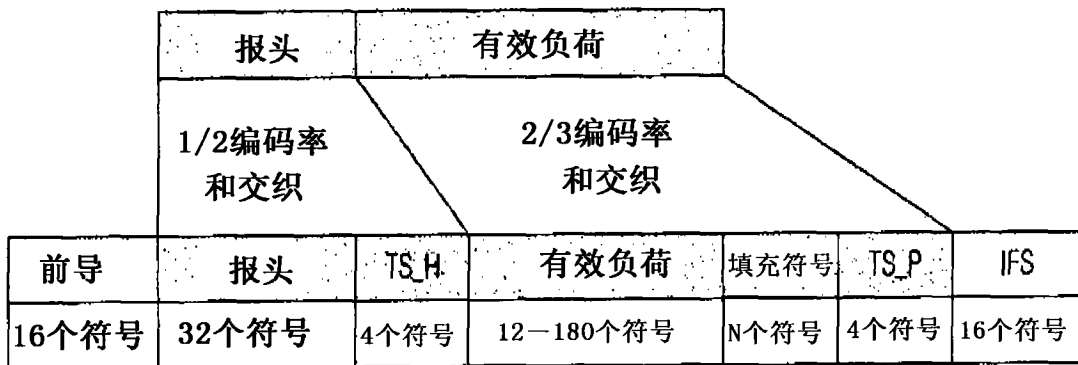 报头 有效负荷
1/2编码率 2/3编码率
和交织 和交织
前导 报头 TS_H 有效负荷 填充符号 TS_P IFS
16个符号 32个符号 4个符号 12—180个符号 N个符号 4个符号 16个符号